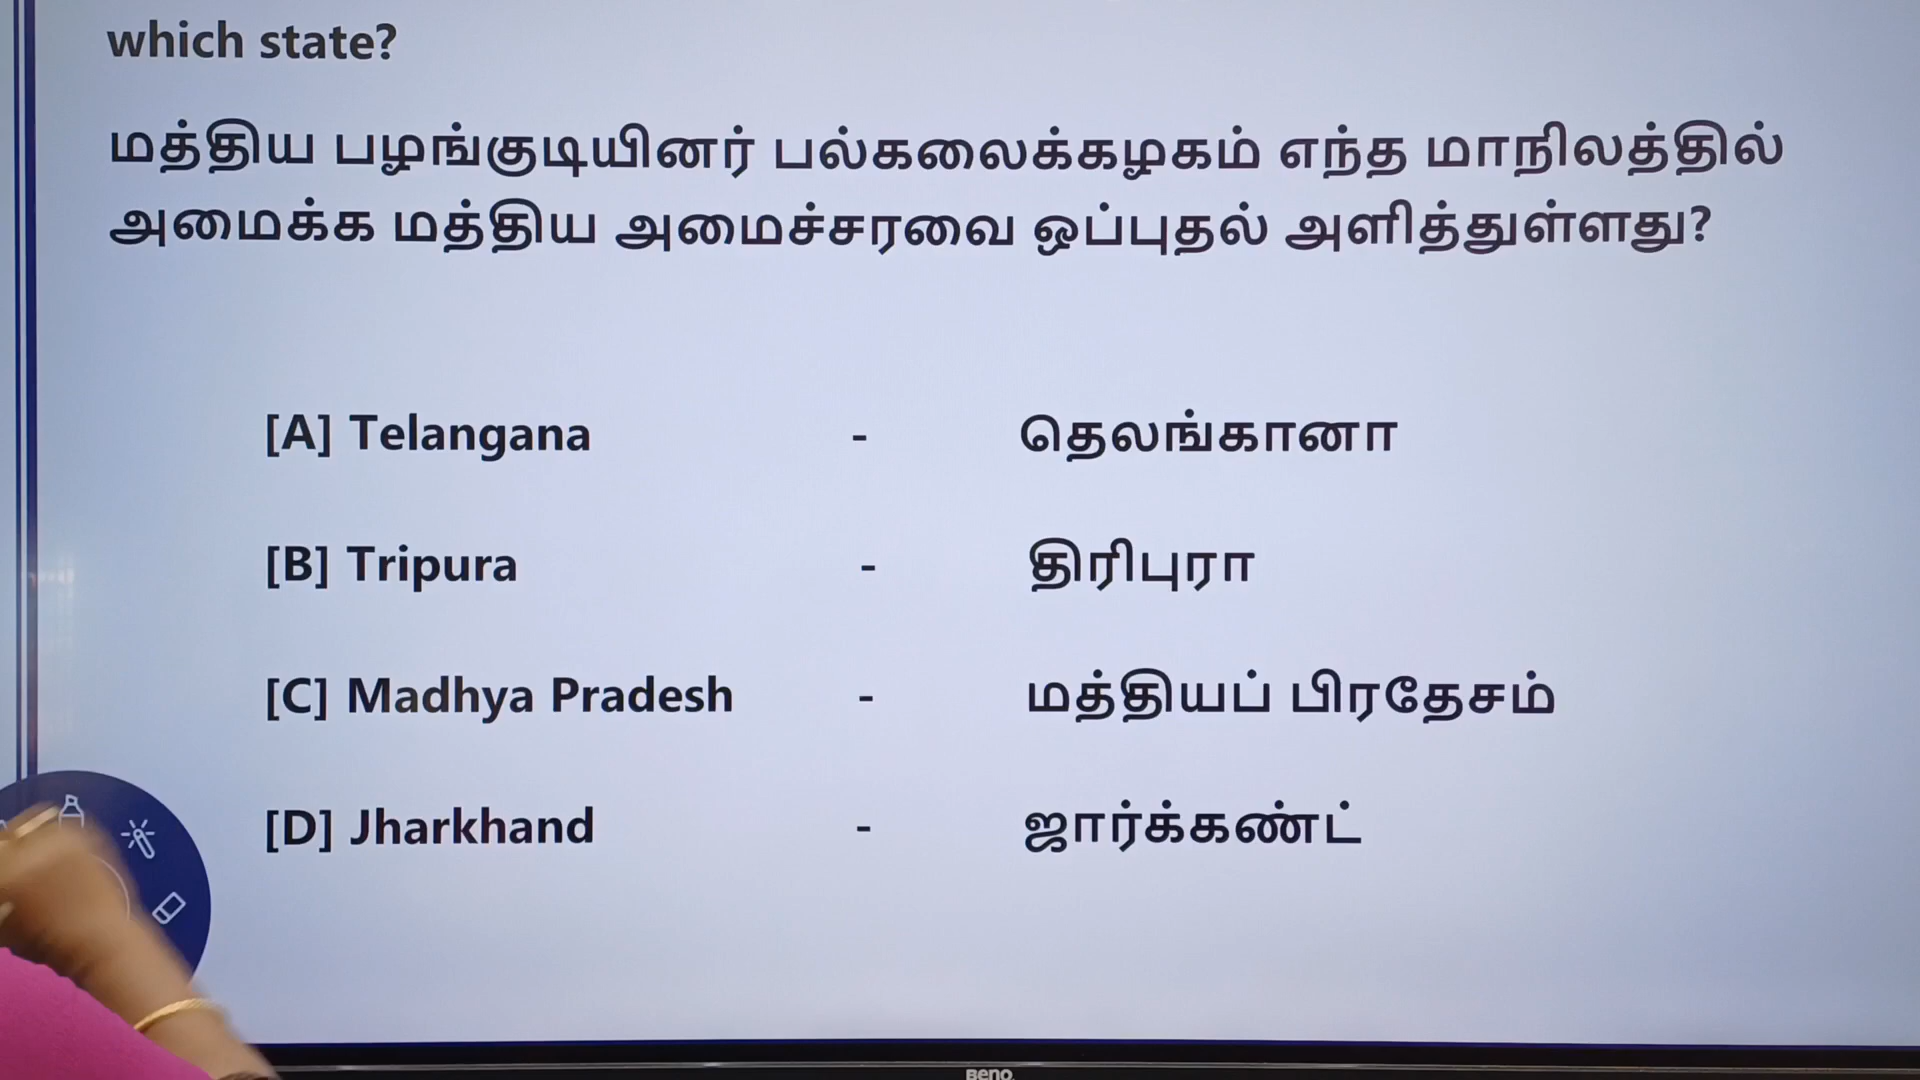 which state?
மத்திய பழங்குடியினர் பல்கலைக்கழகம் எந்த மாநிலத்தில்
அமைக்க மத்திய அமைச்சரவை ஒப்புதல் அளித்துள்ளது?
[A] Telangana - தெலங்கானா
[B] Tripura - திரிபுரா
[C] Madhya Pradesh - மத்தியப் பிரதேசம்
[D] Jharkhand - ஜார்க்கண்ட்
BenQ